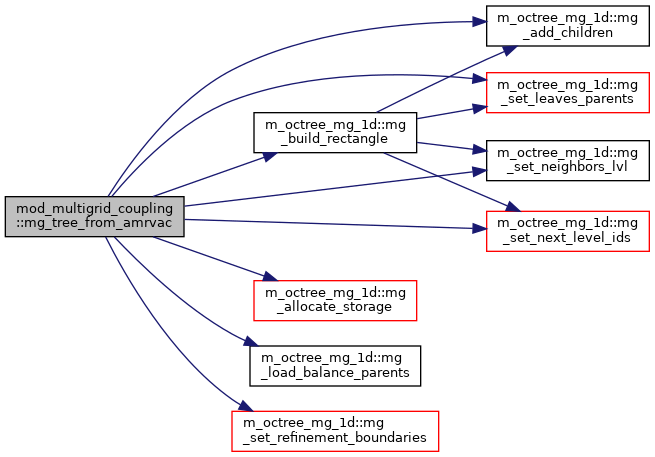 m_octree_mg_1d::mg
_add_children
m_octree_mg_1d::mg
_set_leaves_parents
m_octree_mg_1d::mg
_build_rectangle
m_octree_mg_1d::mg
_set_neighbors_lvl
mod_multigrid_coupling
::mg_tree_from_amrvac
m_octree_mg_1d::mg
_set_next_level_ids
m_octree_mg_1d::mg
_allocate_storage
m_octree_mg_1d::mg
_load_balance_parents
m_octree_mg_1d::mg
_set_refinement_boundaries